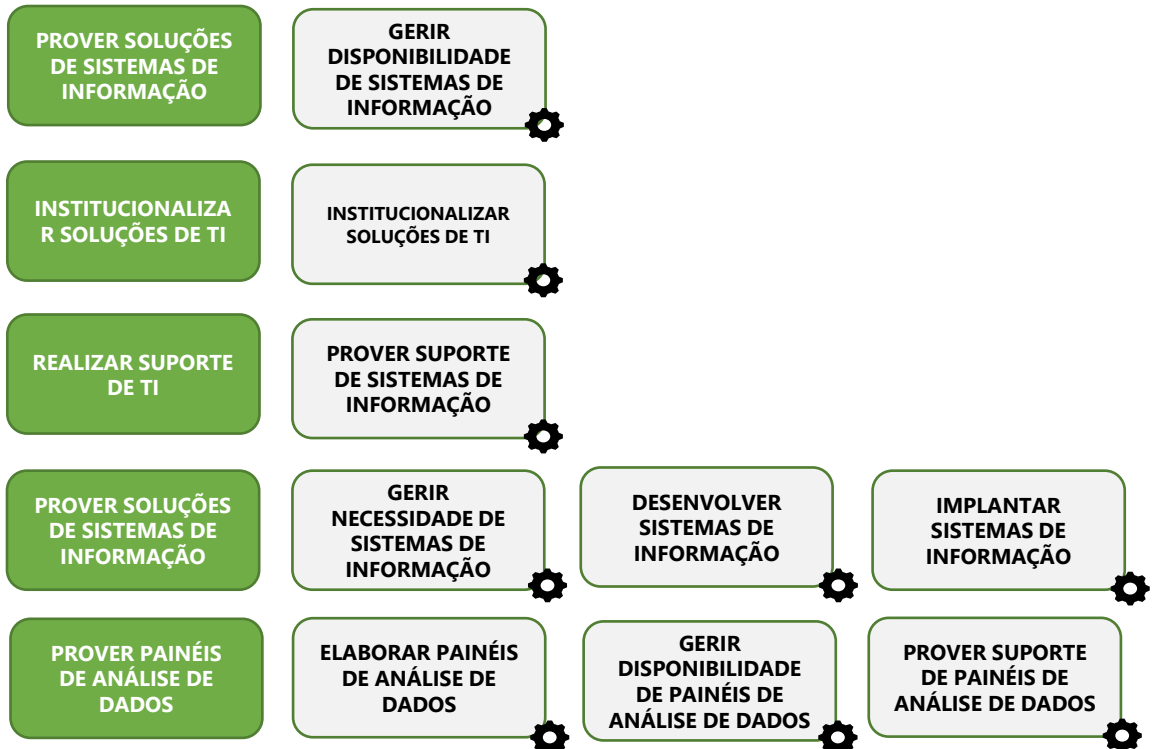 PROVER SOLUÇÕES
DE SISTEMAS DE
INFORMAÇÃO
GERIR
DISPONIBILIDADE
DE SISTEMAS DE
INFORMAÇÃO
INSTITUCIONALIZA
R SOLUÇÕES DE TI
INSTITUCIONALIZAR
SOLUÇÕES DE TI
REALIZAR SUPORTE
DE TI
PROVER SUPORTE
DE SISTEMAS DE
INFORMAÇÃO
PROVER SOLUÇÕES
DE SISTEMAS DE
INFORMAÇÃO
GERIR
NECESSIDADE DE
SISTEMAS DE
INFORMAÇÃO
DESENVOLVER
SISTEMAS DE
INFORMAÇÃO
IMPLANTAR
SISTEMAS DE
INFORMAÇÃO
PROVER PAINÉIS
DE ANÁLISE DE
DADOS
ELABORAR PAINÉIS
DE ANÁLISE DE
DADOS
GERIR
DISPONIBILIDADE
DE PAINÉIS DE
ANÁLISE DE DADOS
PROVER SUPORTE
DE PAINÉIS DE
ANÁLISE DE DADOS